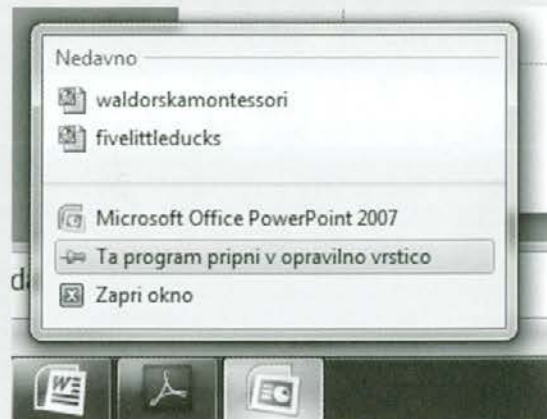 Nedavno
waldorskamontessori
fivelittleducks
Microsoft Office PowerPoint 2007
Ta program pripni v opravilno vrstico
Zapri okno